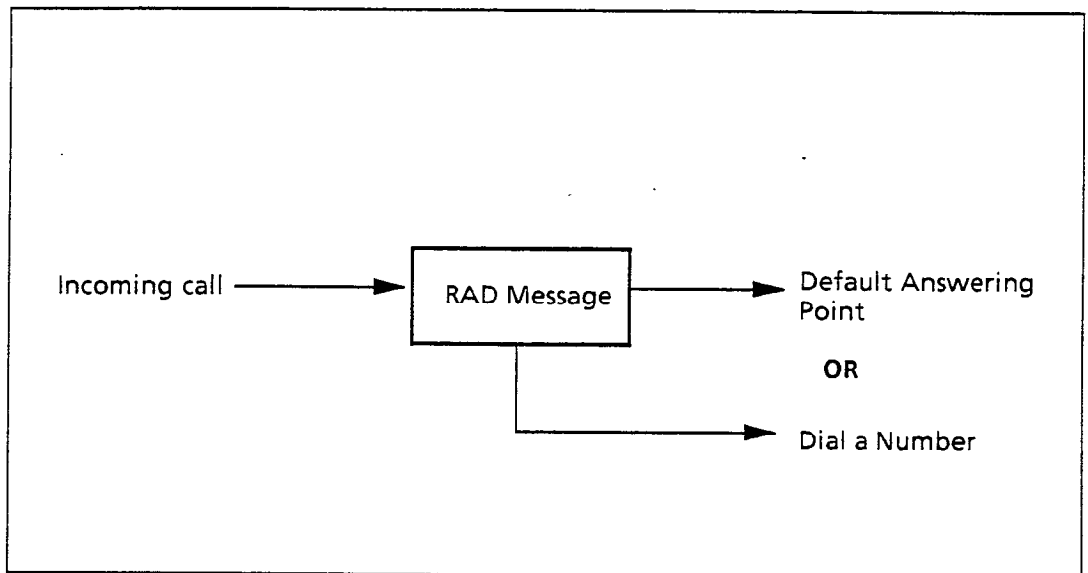 Incoming call
RAD Message
Default Answering
Point
OR
Dial a Number